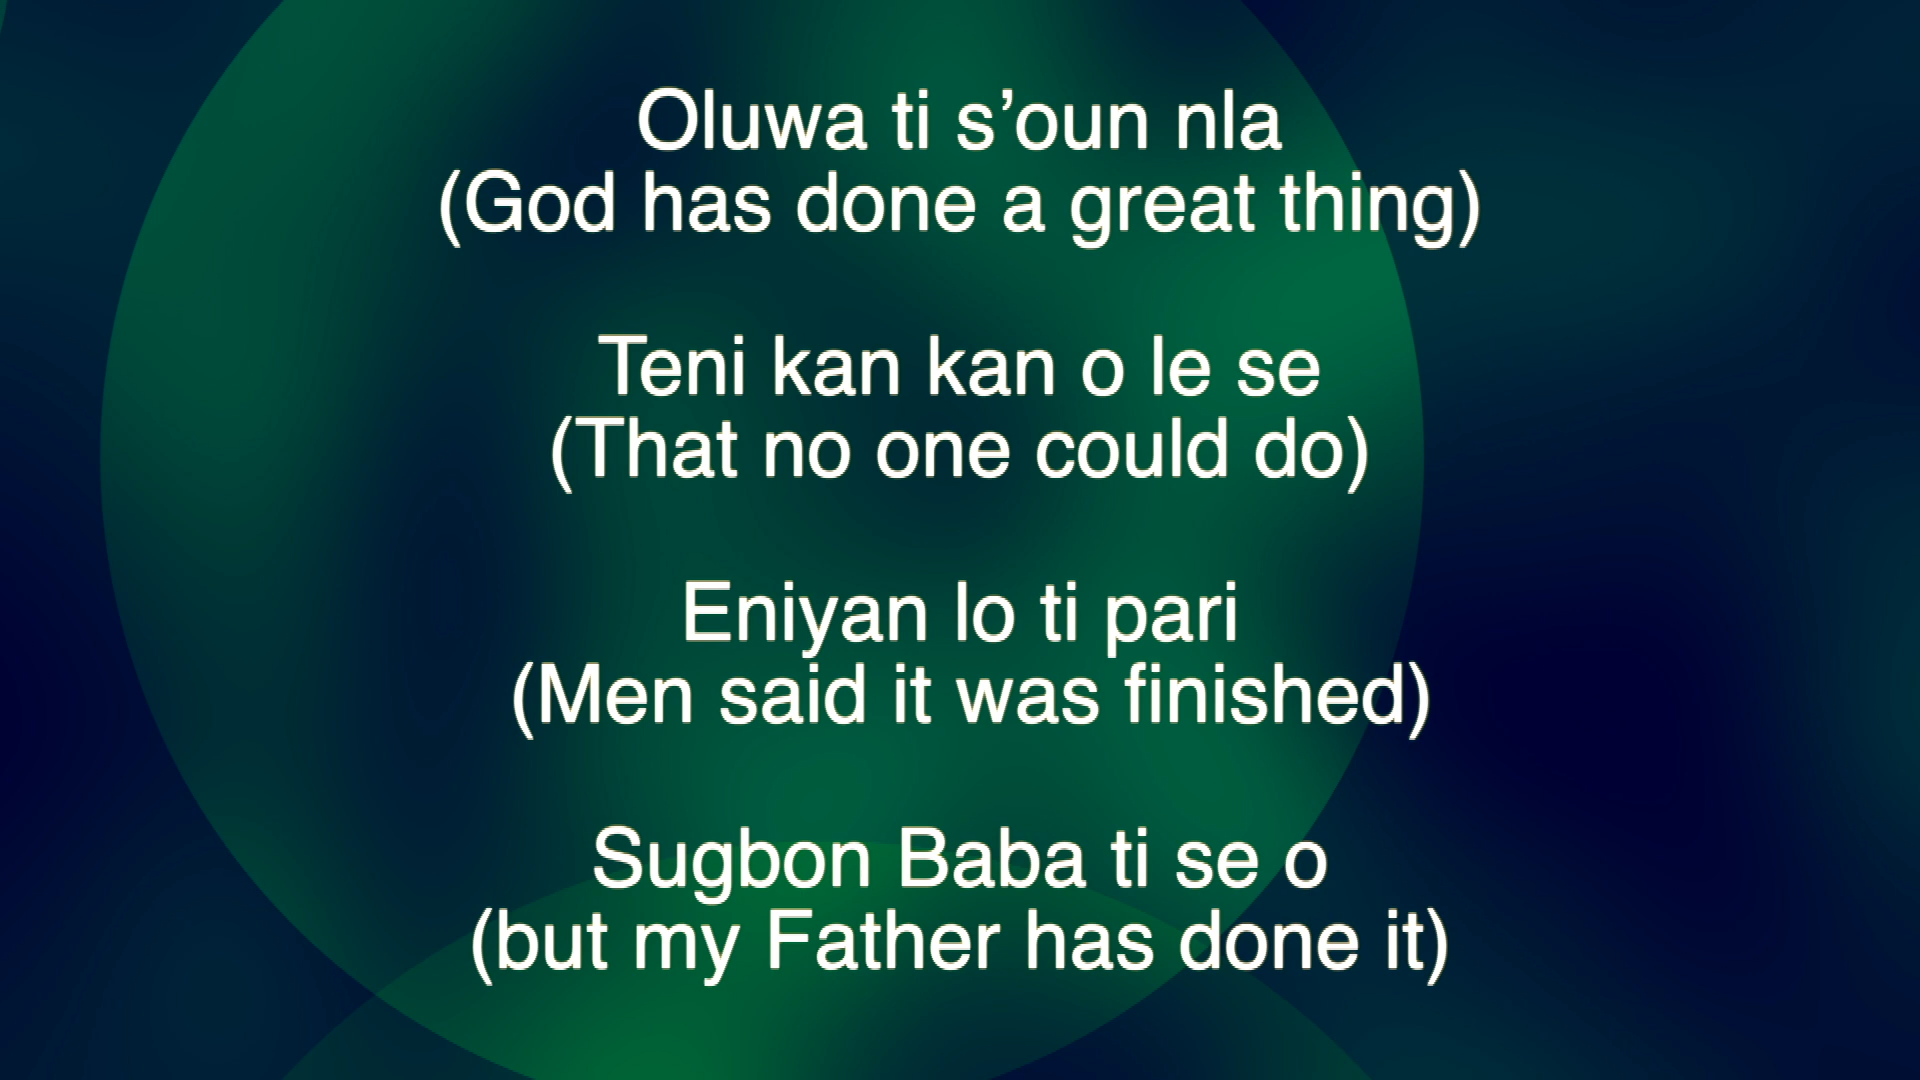 Oluwa ti s’oun nla
(God has done a great thing)
Teni kan kan o le se
(That no one could do)
Eniyan lo ti pari
(Men said it was finished)
Sugbon Baba ti se o
(but my Father has done it)